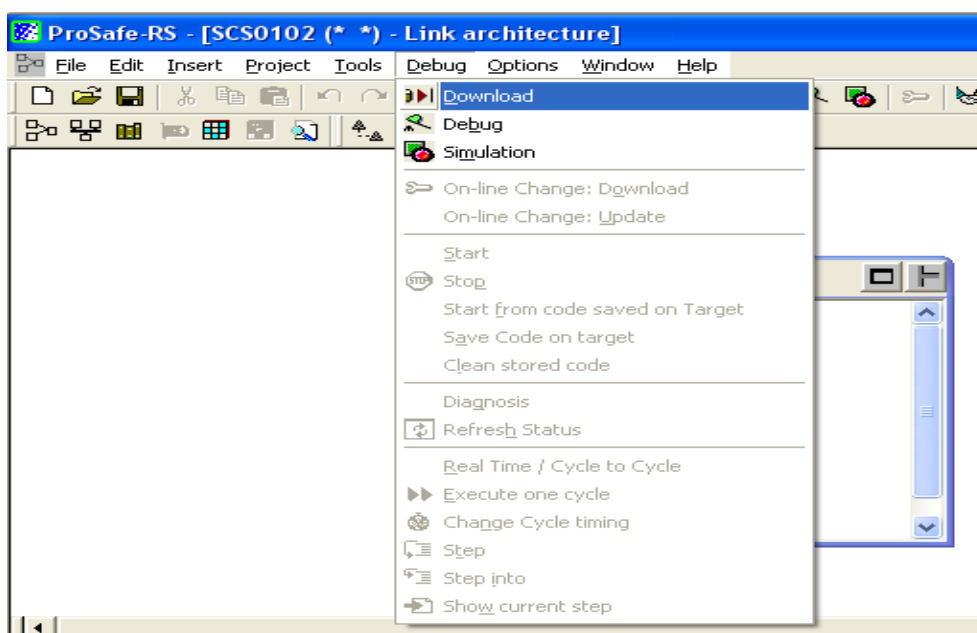 ProSafe-RS - [SCS0102 (* *) - Link architecture]
File Edit Insert Project Tools Debug Options Window Help
Download
Debug
Simulation
On-line Change: Download
On-line Change: Update
Start
STOP Stop
Start from code saved on Target
Save Code on target
Clean stored code
Diagnosis
Refresh Status
Real Time / Cycle to Cycle
Execute one cycle
Change Cycle timing
Step
Step into
Show current step